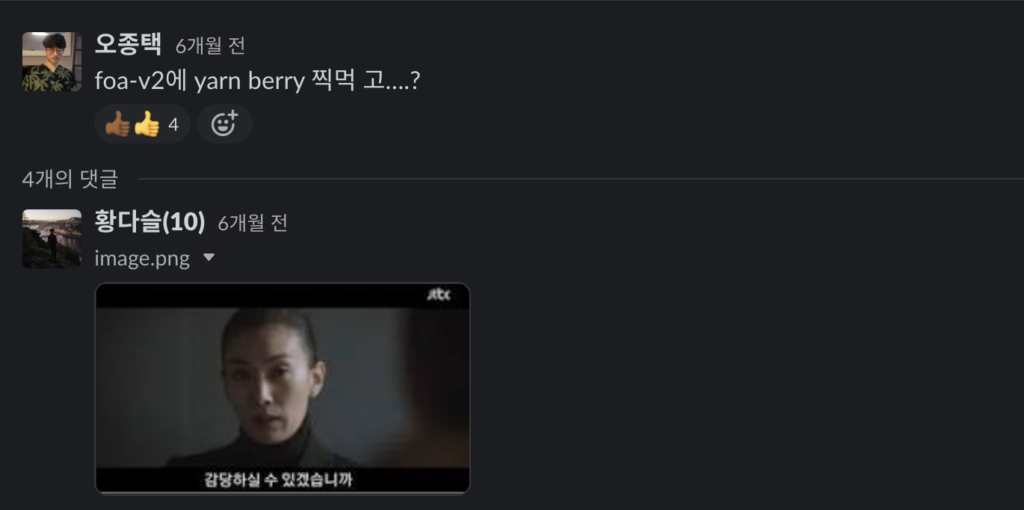 오종택 6개월 전
foa-v2에 yarn berry 찍먹 고....?
4
4개의 댓글
황다슬(10) 6개월 전
image.png
jtbc
감당하실 수 있겠습니까